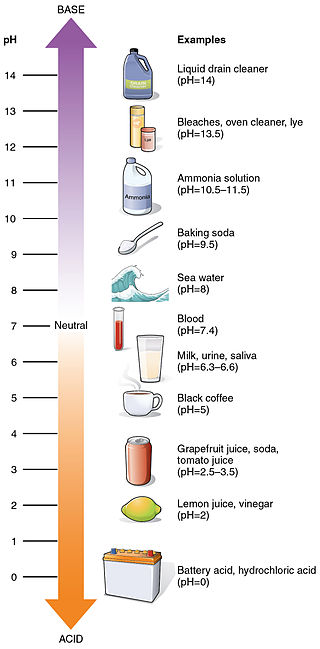 BASE
pH
Examples
14
Liquid drain cleaner
(pH=14)
DRAIN
13
Bleaches, oven cleaner, lye
(pH=13.5)
Lye
12
11
Ammonia solution
(pH=10.5–11.5)
Ammonia
10
Baking soda
(pH=9.5)
9
Sea water
(pH=8)
8
Blood
(pH=7.4)
7
Neutral
Milk, urine, saliva
(pH=6.3–6.6)
6
Black coffee
(pH=5)
5
4
Grapefruit juice, soda,
tomato juice
(pH=2.5–3.5)
3
Lemon juice, vinegar
(pH=2)
2
1
Battery acid, hydrochloric acid
(pH=0)
0
ACID